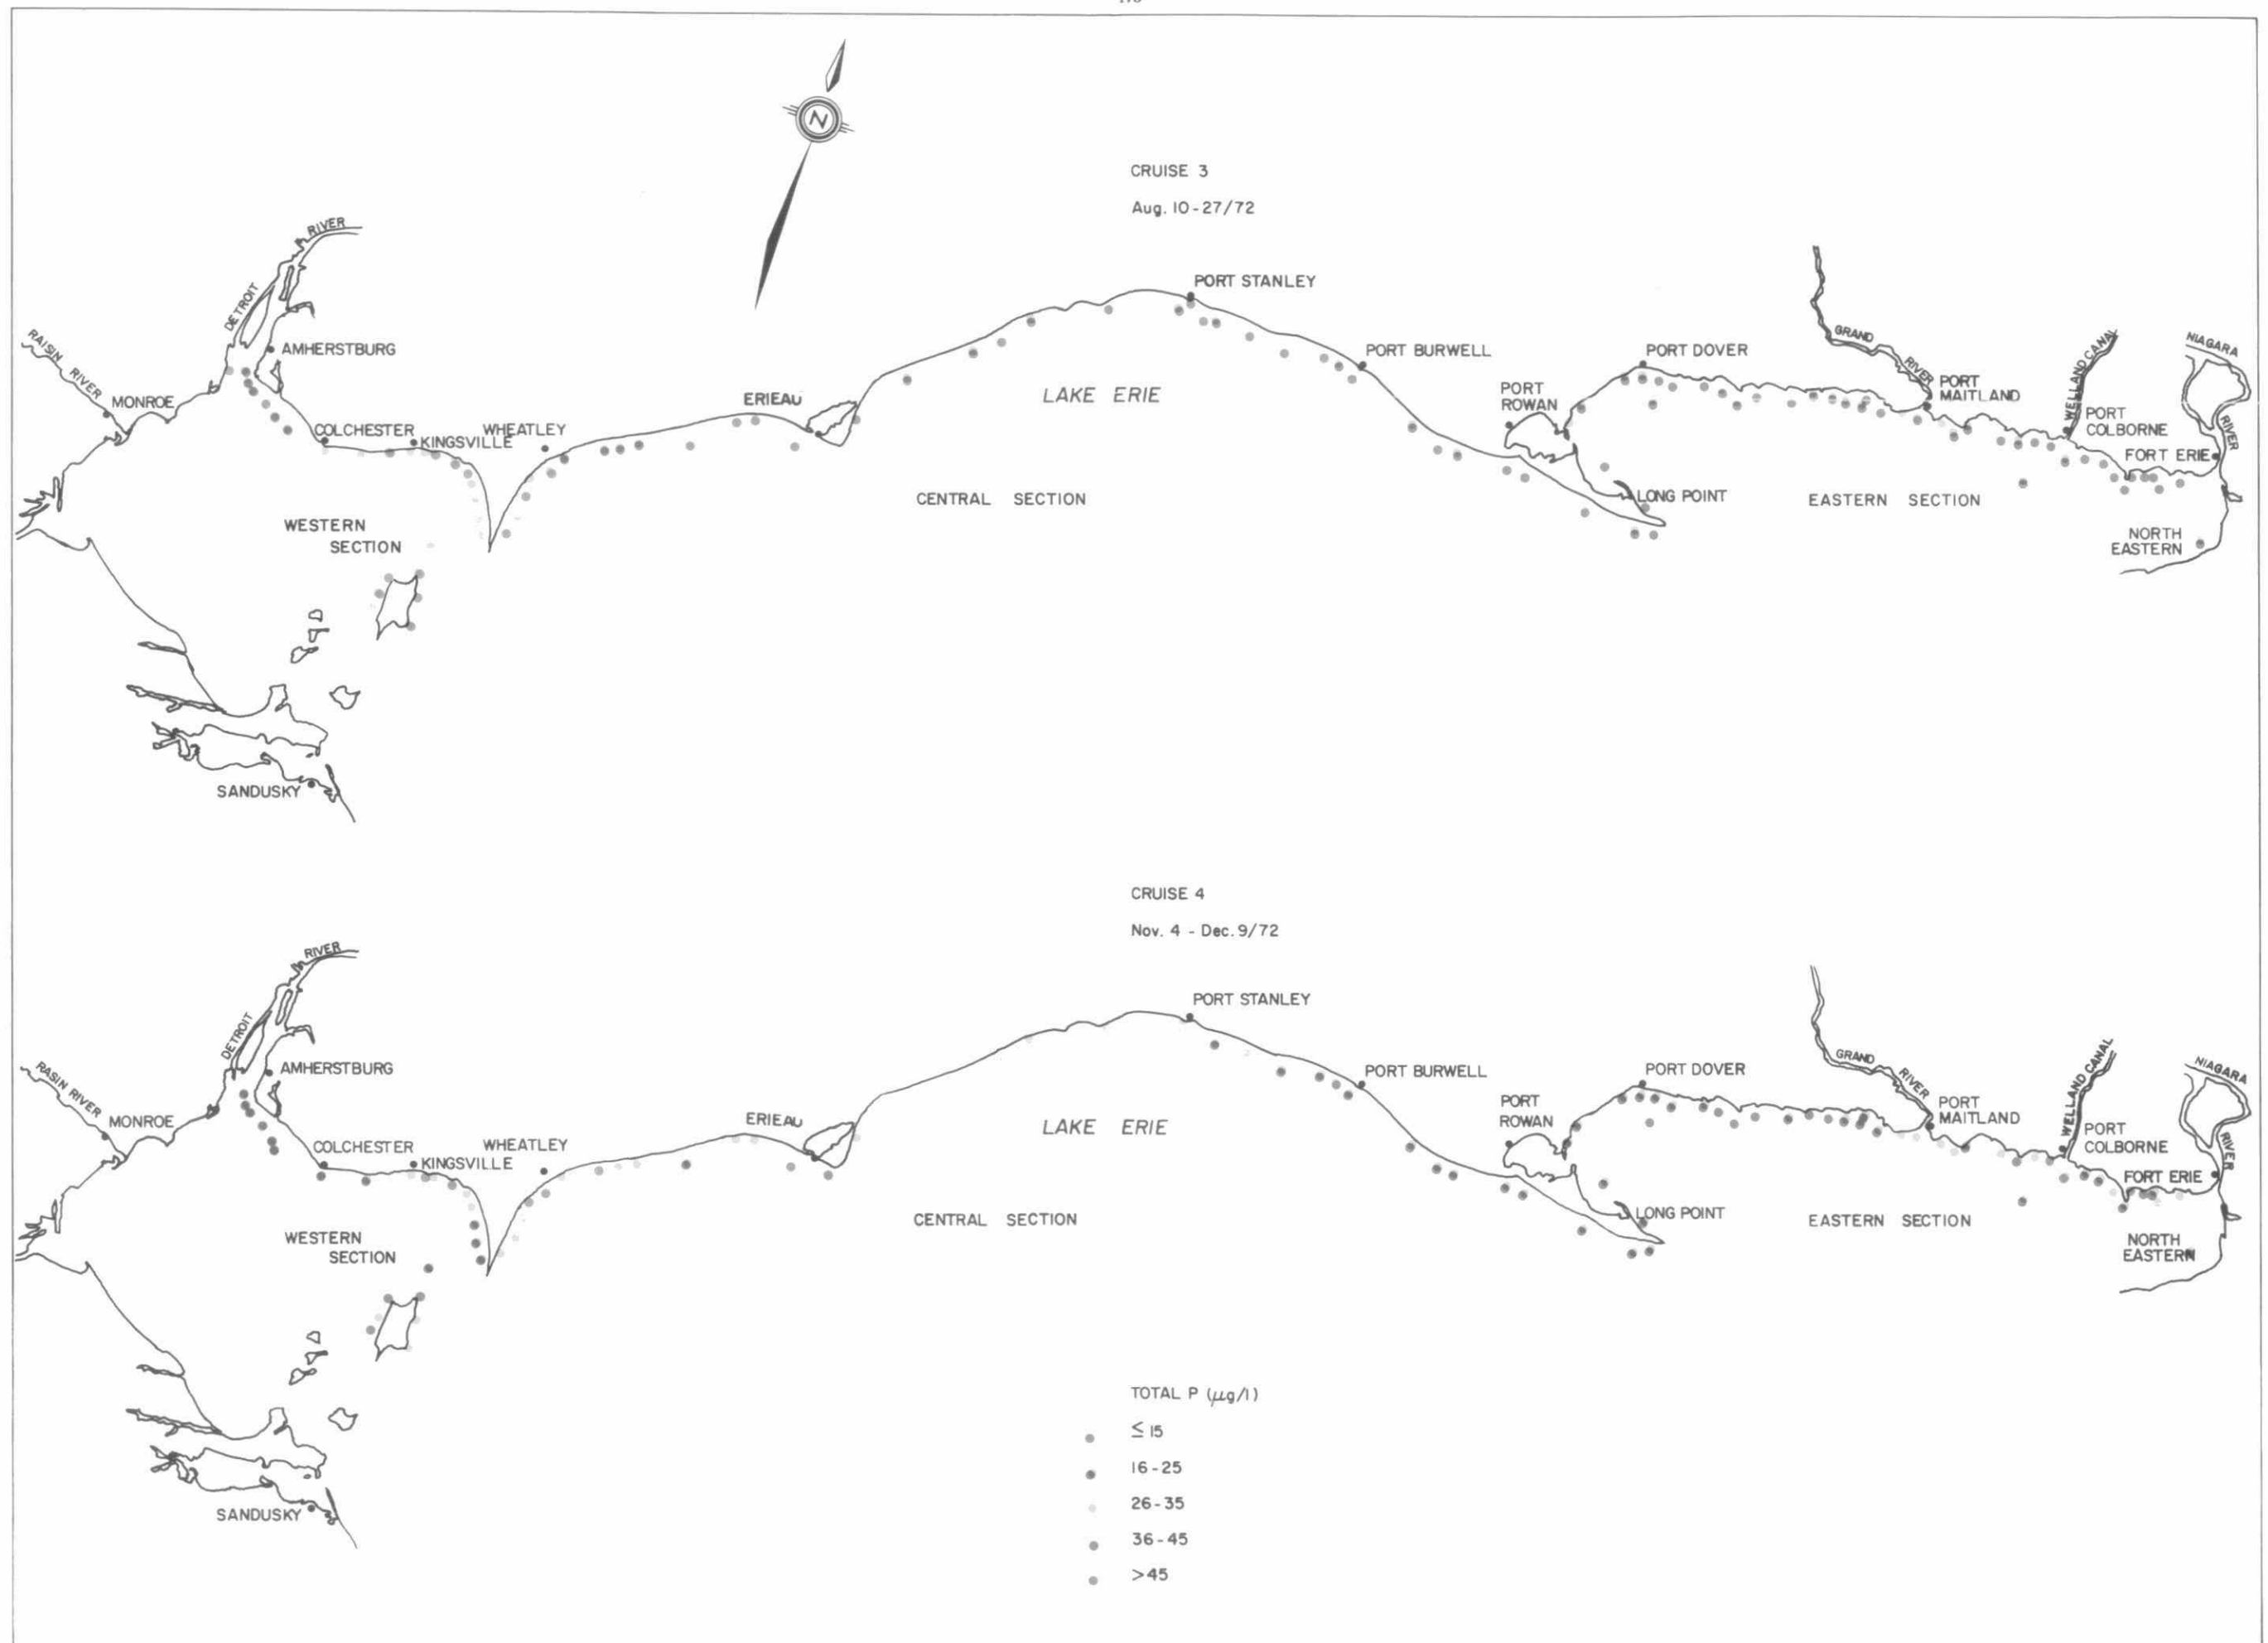 N
CRUISE 3
Aug. 10-27/72
RIVER
DETROIT
RAISIN RIVER
AMHERSTBURG
MONROE
COLCHESTER
KINGSVILLE
WHEATLEY
ERIEAU
PORT STANLEY
LAKE ERIE
PORT BURWELL
PORT
ROWAN
PORT DOVER
GRAND
RIVER
PORT
MAITLAND
WELLAND CANAL
PORT
COLBORNE
NIAGARA
RIVER
FORT ERIE
LONG POINT
WESTERN
SECTION
CENTRAL SECTION
EASTERN SECTION
NORTH
EASTERN
SANDUSKY
CRUISE 4
Nov. 4 - Dec. 9/72
RIVER
DETROIT
RASIN RIVER
AMHERSTBURG
MONROE
COLCHESTER
KINGSVILLE
WHEATLEY
ERIEAU
PORT STANLEY
LAKE ERIE
PORT BURWELL
PORT
ROWAN
PORT DOVER
GRAND
RIVER
PORT
MAITLAND
WELLAND CANAL
PORT
COLBORNE
NIAGARA
RIVER
FORT ERIE
LONG POINT
WESTERN
SECTION
CENTRAL SECTION
EASTERN SECTION
NORTH
EASTERN
SANDUSKY
TOTAL P (µg/l)
≤ 15
16-25
26-35
36-45
>45